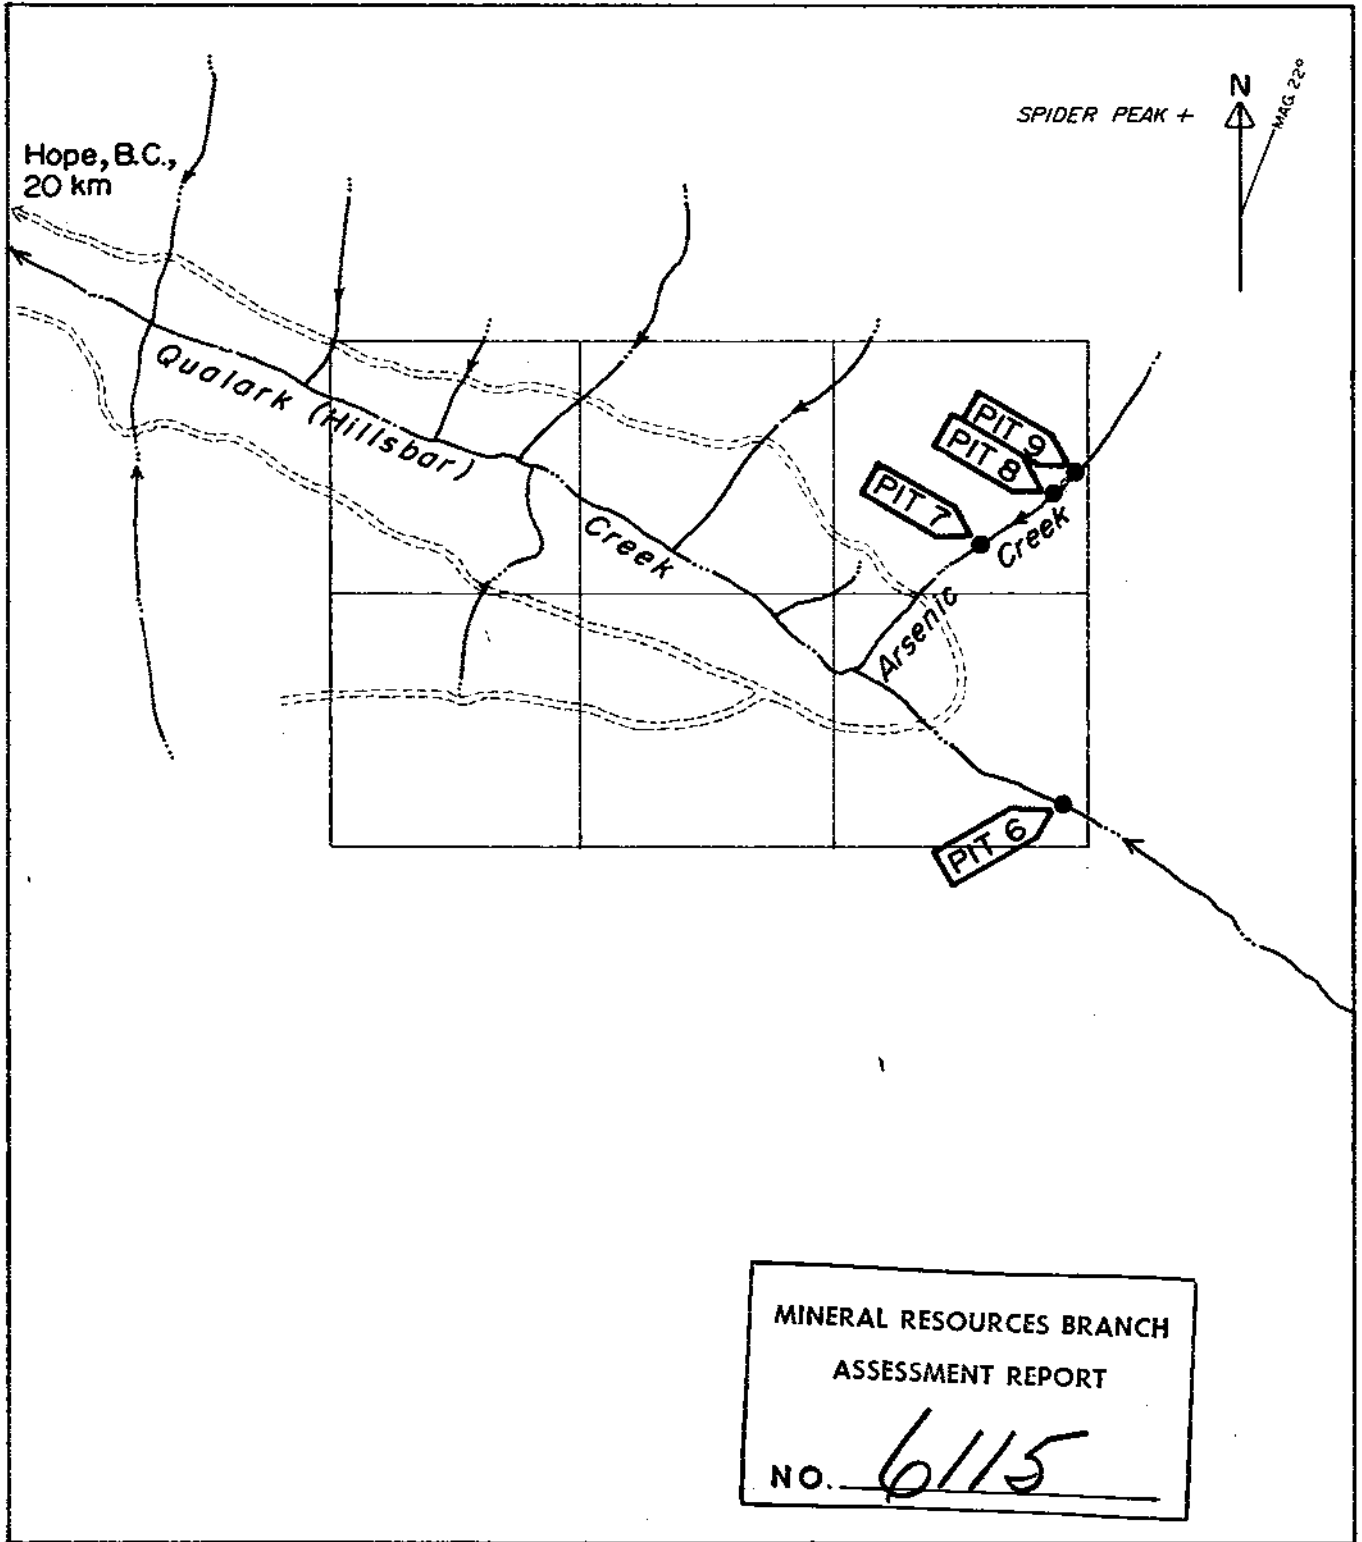 SPIDER PEAK +
N
MAG. 22°
Hope, B.C.,
20 km
Qualark (Hillsbar)
Creek
PIT 9
PIT 8
PIT 7
Arsenic
Creek
PIT 6
MINERAL RESOURCES BRANCH
ASSESSMENT REPORT
NO. 6115